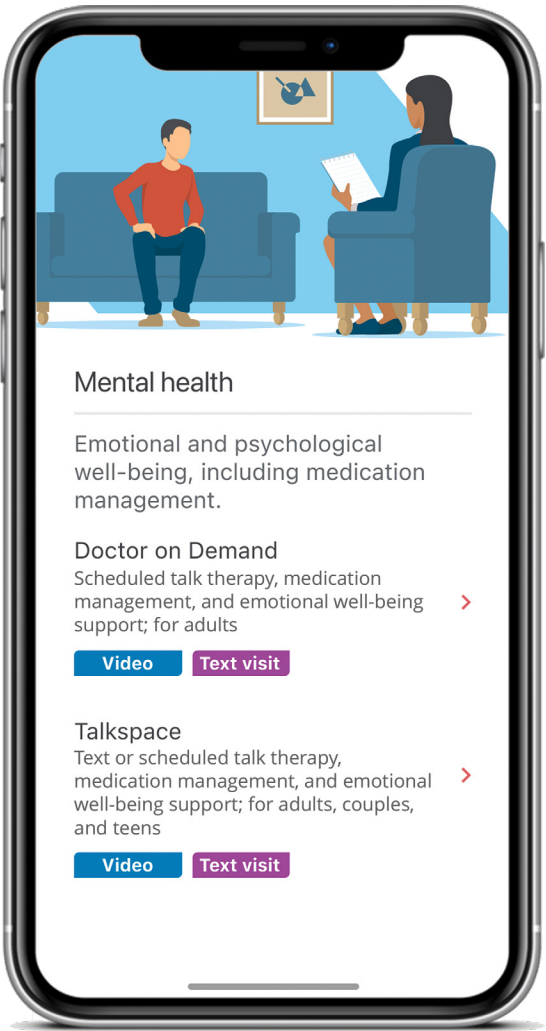 Mental health
Emotional and psychological
well-being, including medication
management.
Doctor on Demand
Scheduled talk therapy, medication
management, and emotional well-being
support; for adults
Video
Text visit
Talkspace
Text or scheduled talk therapy,
medication management, and emotional
well-being support; for adults, couples,
and teens
Video
Text visit